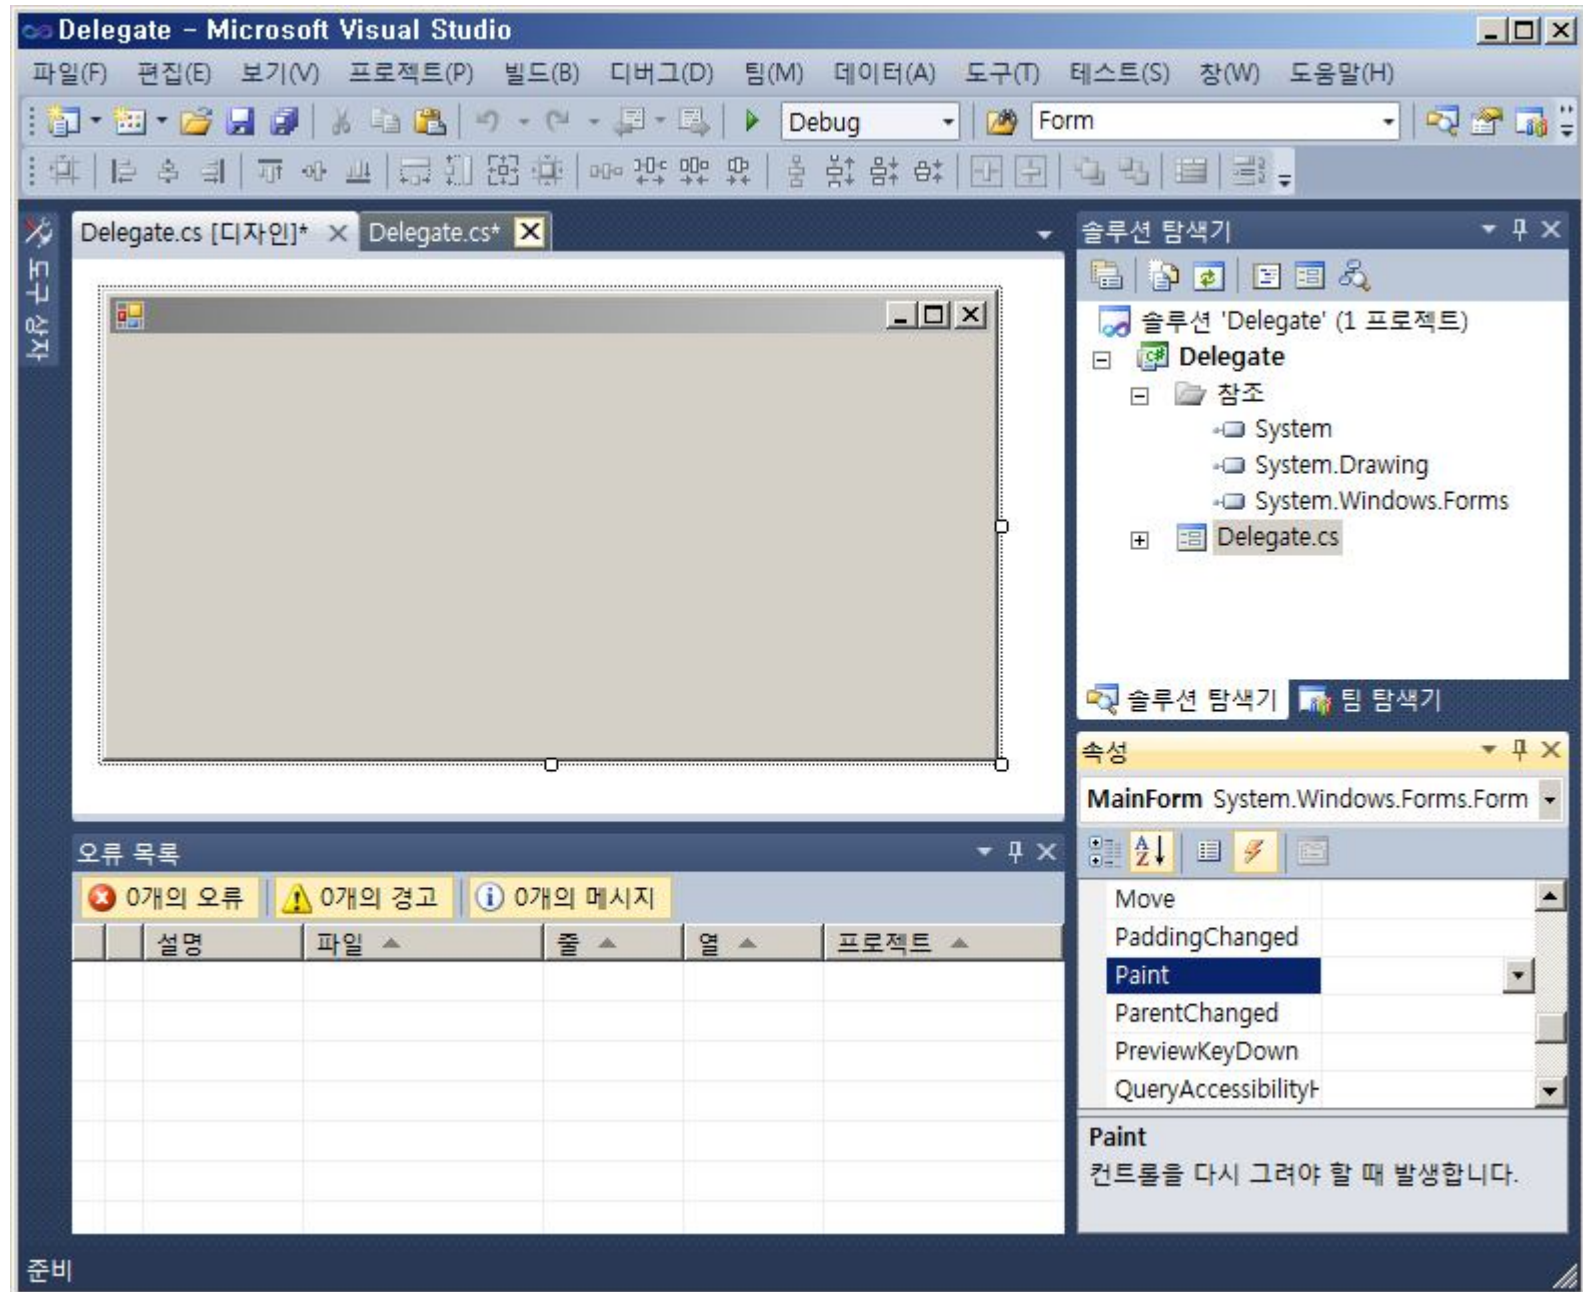 Delegate - Microsoft Visual Studio
파일(F) 편집(E) 보기(V) 프로젝트(P) 빌드(B) 디버그(D) 팀(M) 데이터(A) 도구(T) 테스트(S) 창(W) 도움말(H)
Debug Form
도구 상자
Delegate.cs [디자인]* Delegate.cs*
솔루션 탐색기
솔루션 'Delegate' (1 프로젝트)
Delegate
참조
System
System.Drawing
System.Windows.Forms
Delegate.cs
솔루션 탐색기 팀 탐색기
속성
MainForm System.Windows.Forms.Form
Move
PaddingChanged
Paint
ParentChanged
PreviewKeyDown
QueryAccessibilityH
Paint
컨트롤을 다시 그려야 할 때 발생합니다.
오류 목록
0개의 오류 0개의 경고 0개의 메시지
설명 파일 줄 열 프로젝트
준비